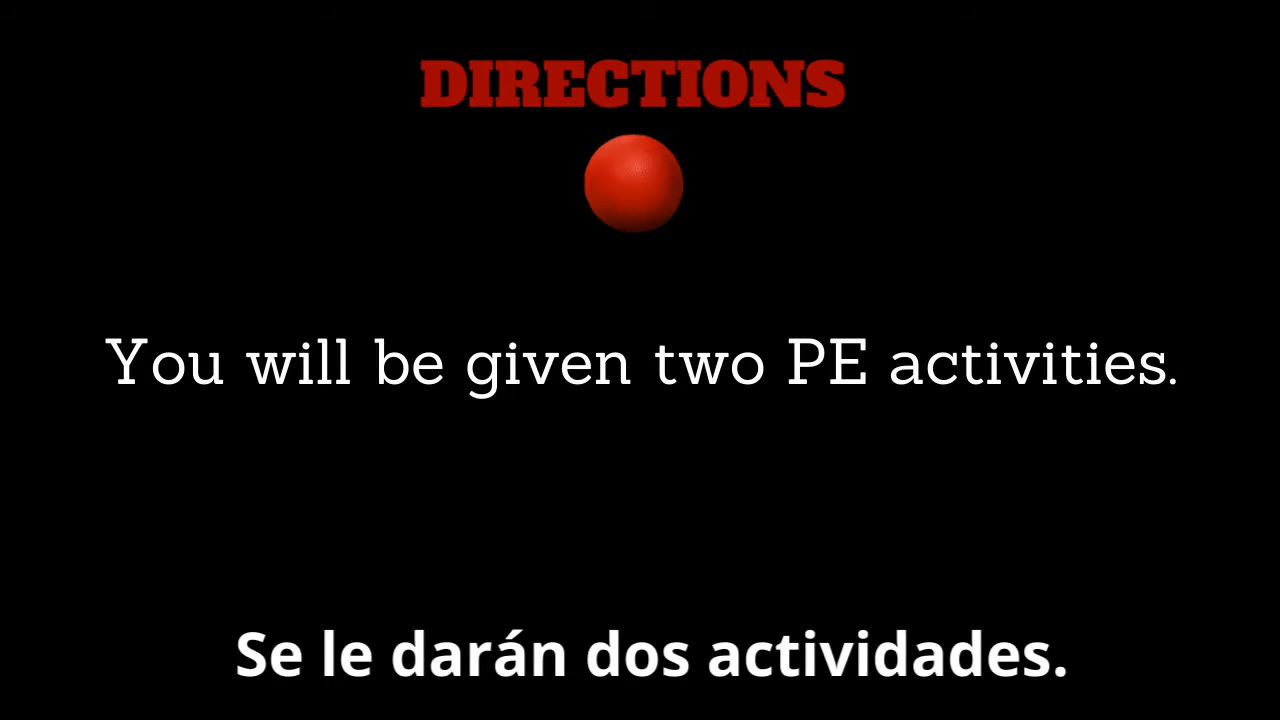 DIRECTIONS
You will be given two PE activities.
Se le darán dos actividades.